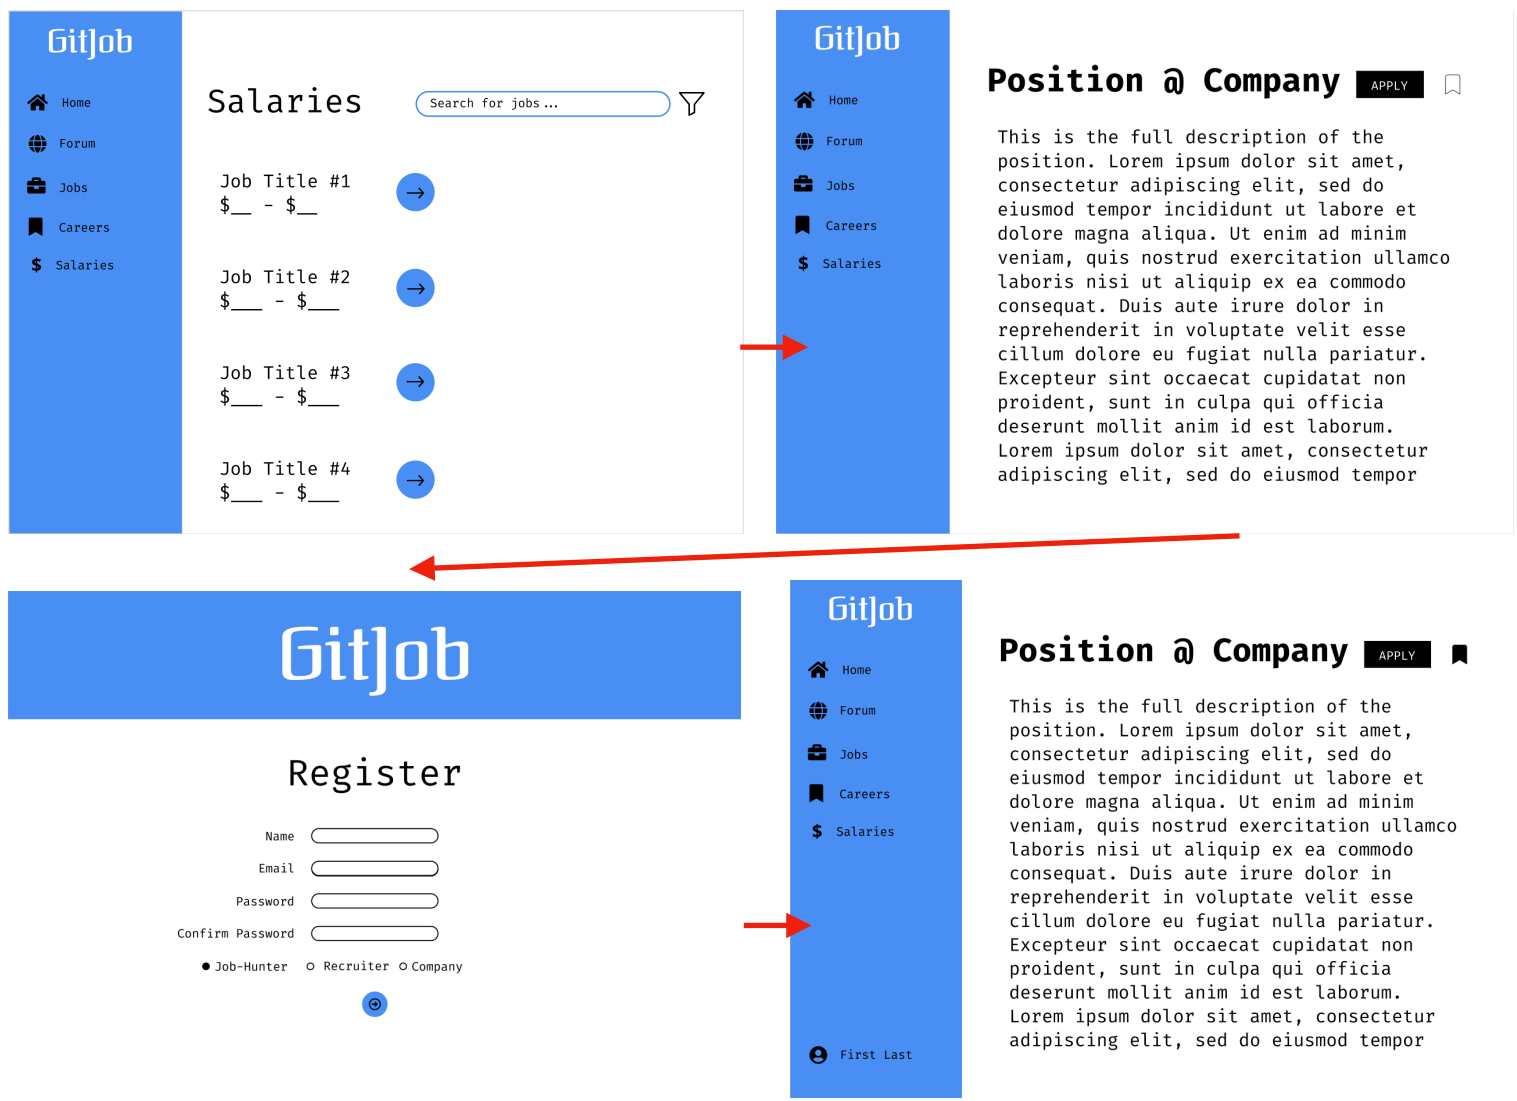 GitJob
Home
Forum
Jobs
Careers
$ Salaries
Salaries
Search for jobs...
Job Title #1
$__ - $__
Job Title #2
$___ - $___
Job Title #3
$___ - $___
Job Title #4
$___ - $___
GitJob
Home
Forum
Jobs
Careers
$ Salaries
Position @ Company
APPLY
This is the full description of the
position. Lorem ipsum dolor sit amet,
consectetur adipiscing elit, sed do
eiusmod tempor incididunt ut labore et
dolore magna aliqua. Ut enim ad minim
veniam, quis nostrud exercitation ullamco
laboris nisi ut aliquip ex ea commodo
consequat. Duis aute irure dolor in
reprehenderit in voluptate velit esse
cillum dolore eu fugiat nulla pariatur.
Excepteur sint occaecat cupidatat non
proident, sunt in culpa qui officia
deserunt mollit anim id est laborum.
Lorem ipsum dolor sit amet, consectetur
adipiscing elit, sed do eiusmod tempor
GitJob
Register
Name
Email
Password
Confirm Password
Job-Hunter Recruiter Company
GitJob
Home
Forum
Jobs
Careers
$ Salaries
First Last
Position @ Company
APPLY
This is the full description of the
position. Lorem ipsum dolor sit amet,
consectetur adipiscing elit, sed do
eiusmod tempor incididunt ut labore et
dolore magna aliqua. Ut enim ad minim
veniam, quis nostrud exercitation ullamco
laboris nisi ut aliquip ex ea commodo
consequat. Duis aute irure dolor in
reprehenderit in voluptate velit esse
cillum dolore eu fugiat nulla pariatur.
Excepteur sint occaecat cupidatat non
proident, sunt in culpa qui officia
deserunt mollit anim id est laborum.
Lorem ipsum dolor sit amet, consectetur
adipiscing elit, sed do eiusmod tempor